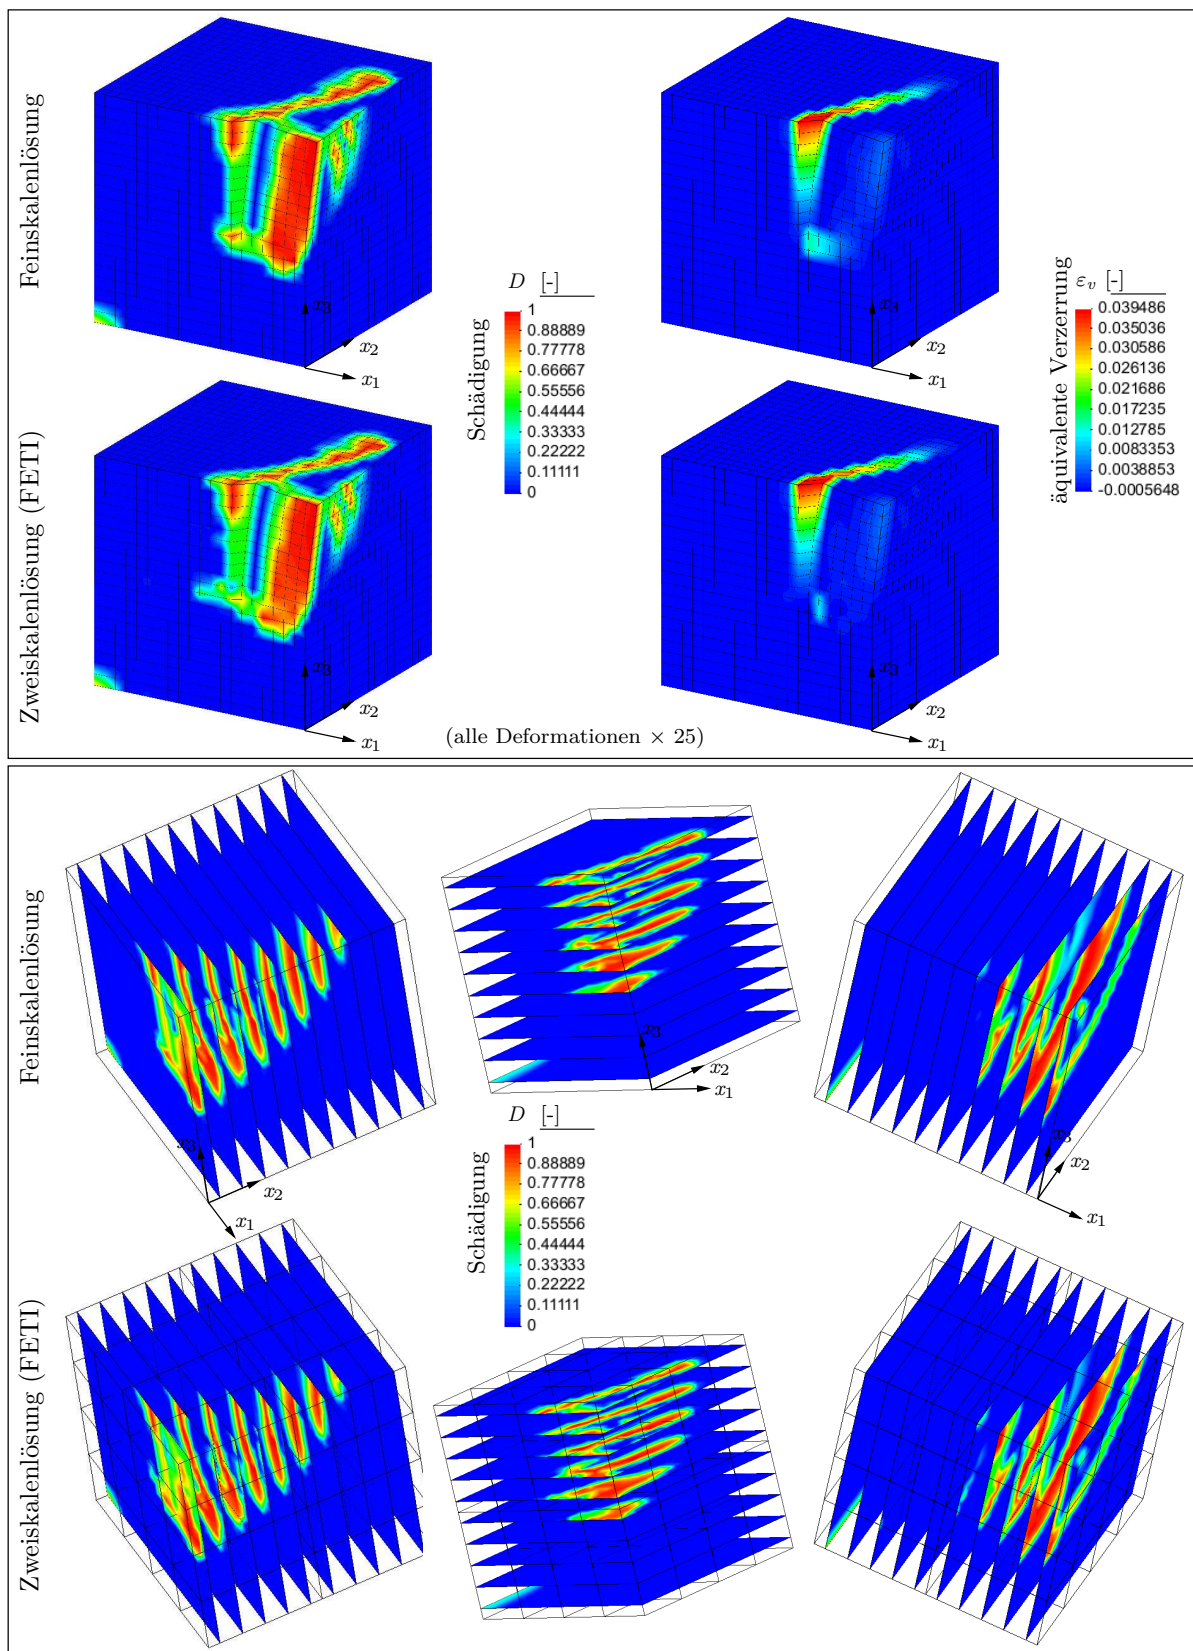 Feinskalenlösung
x₃
x₂
x₁
Schädigung
D [-]
1
0.88889
0.77778
0.66667
0.55556
0.44444
0.33333
0.22222
0.11111
0
x₃
x₂
x₁
äquivalente Verzerrung
εᵥ [-]
0.039486
0.035036
0.030586
0.026136
0.021686
0.017235
0.012785
0.0083353
0.0038853
-0.0005648
Zweiskalenlösung (FETI)
x₃
x₂
x₁
x₃
x₂
x₁
(alle Deformationen × 25)
Feinskalenlösung
x₃
x₂
x₁
x₃
x₂
x₁
x₃
x₂
x₁
Schädigung
D [-]
1
0.88889
0.77778
0.66667
0.55556
0.44444
0.33333
0.22222
0.11111
0
Zweiskalenlösung (FETI)